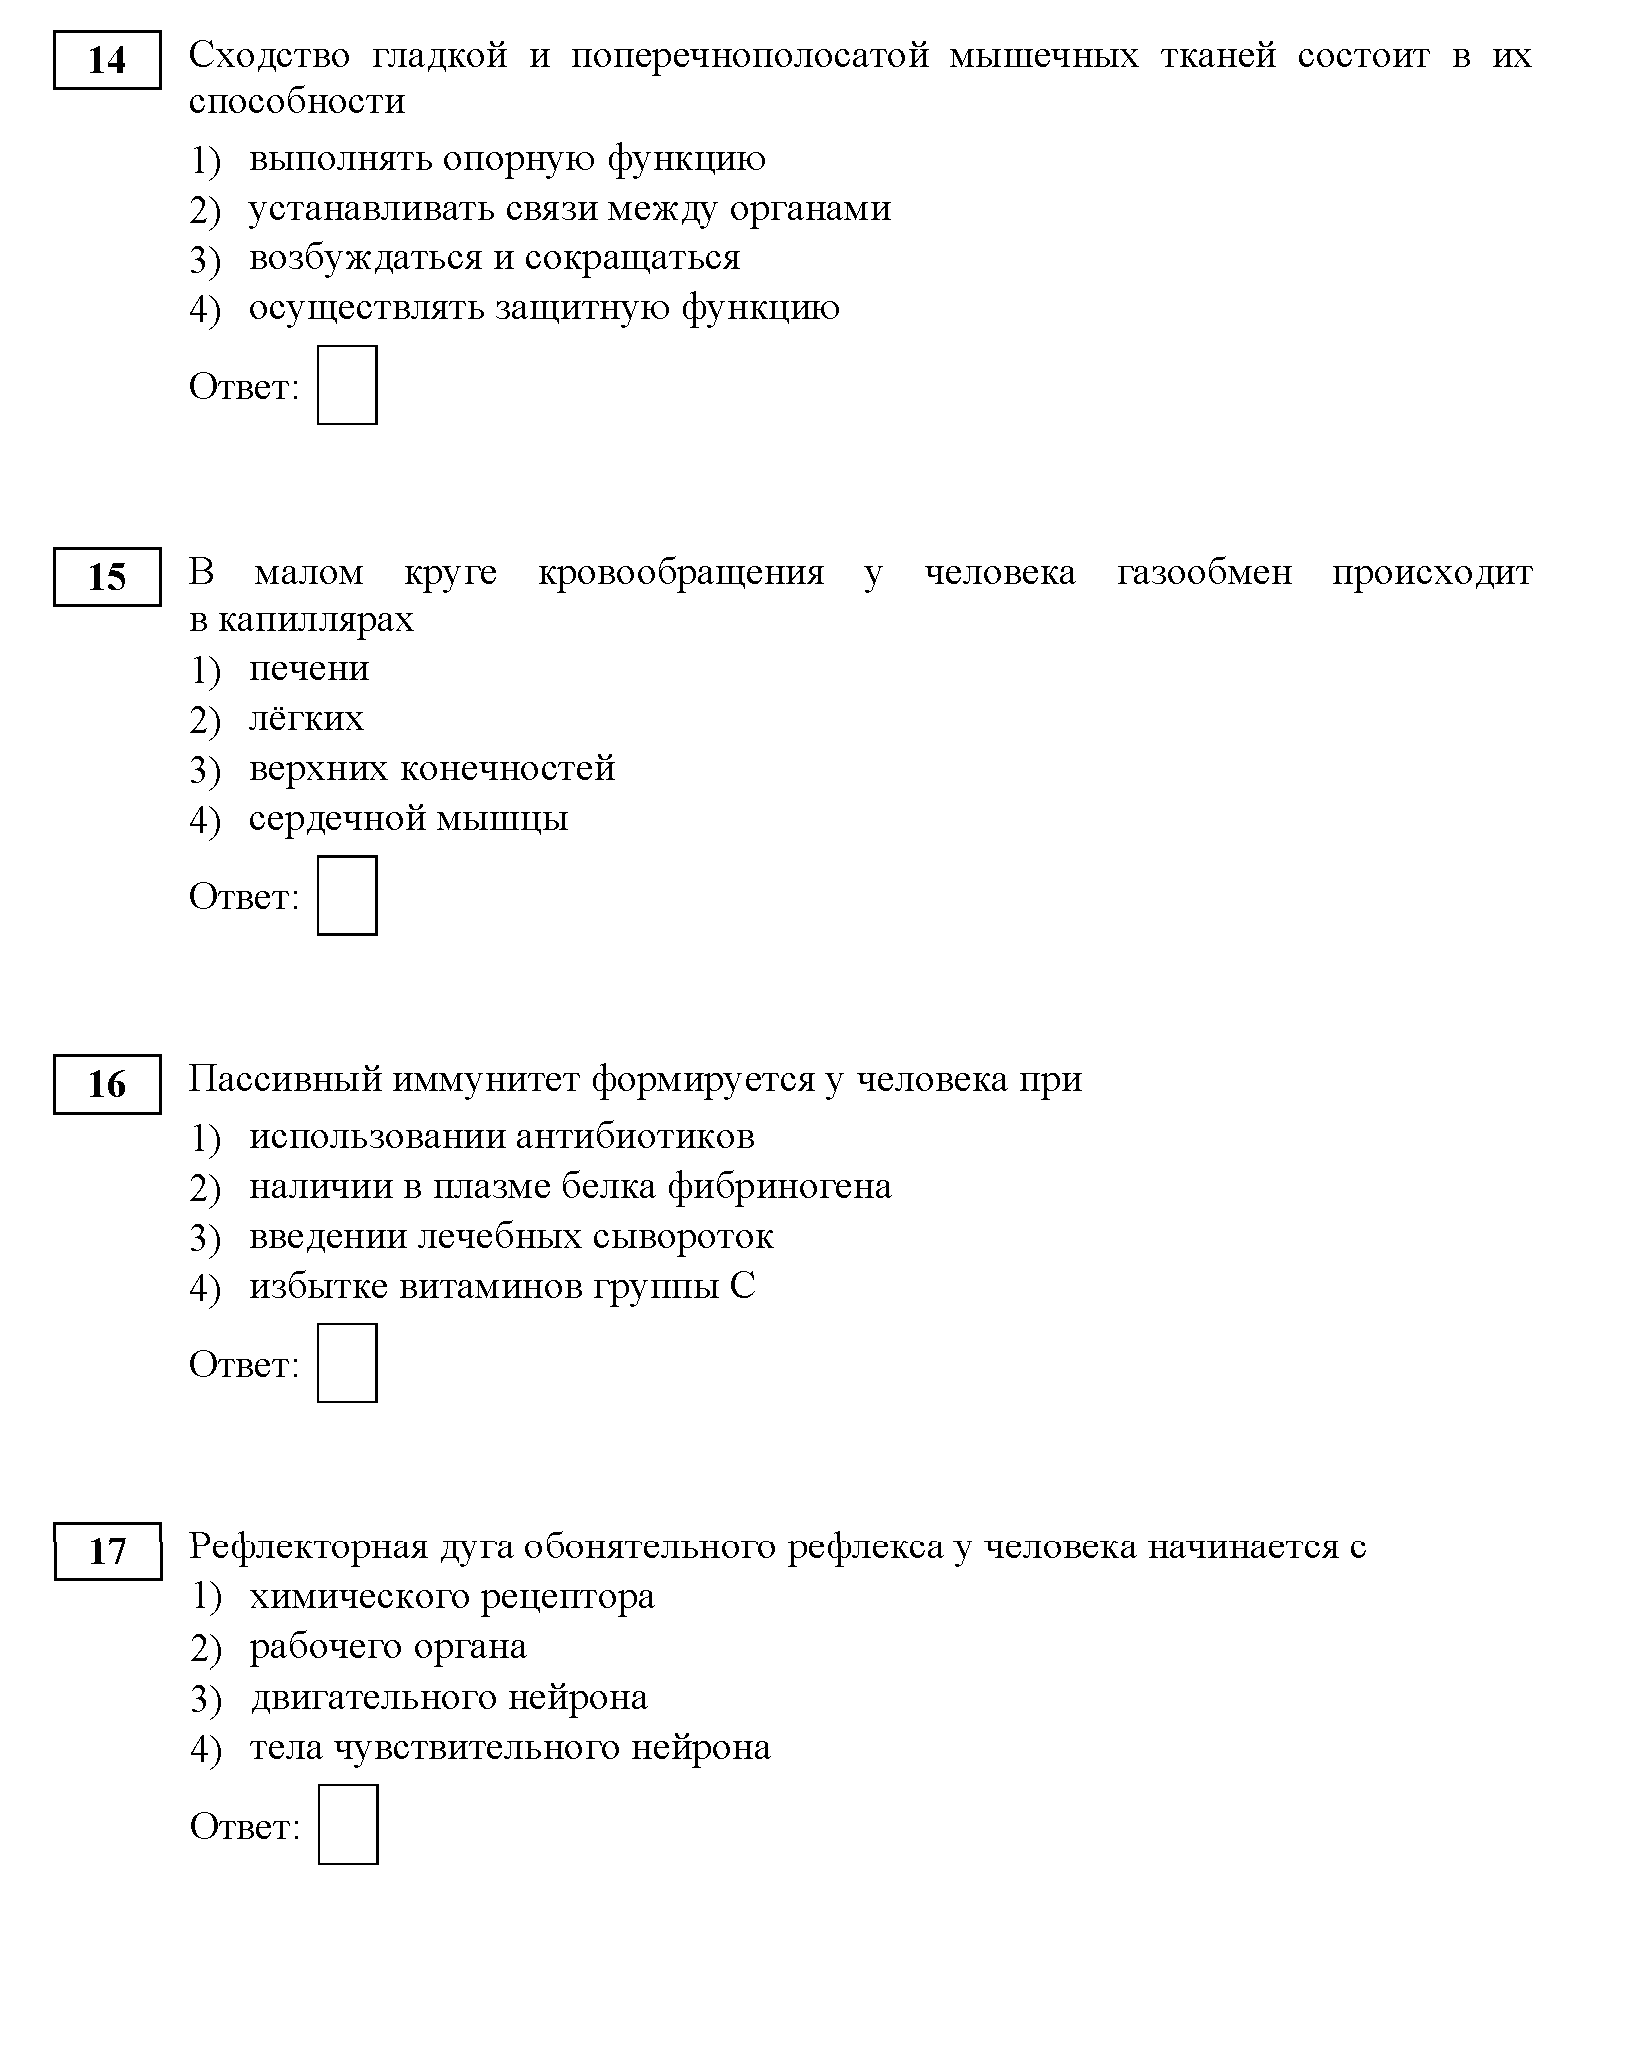 14
Сходство гладкой и поперечнополосатой мышечных тканей состоит в их
способности
1) выполнять опорную функцию
2) устанавливать связи между органами
3) возбуждаться и сокращаться
4) осуществлять защитную функцию
Ответ:
15
В малом круге кровообращения у человека газообмен происходит
в капиллярах
1) печени
2) лёгких
3) верхних конечностей
4) сердечной мышцы
Ответ:
16
Пассивный иммунитет формируется у человека при
1) использовании антибиотиков
2) наличии в плазме белка фибриногена
3) введении лечебных сывороток
4) избытке витаминов группы С
Ответ:
17
Рефлекторная дуга обонятельного рефлекса у человека начинается с
1) химического рецептора
2) рабочего органа
3) двигательного нейрона
4) тела чувствительного нейрона
Ответ: